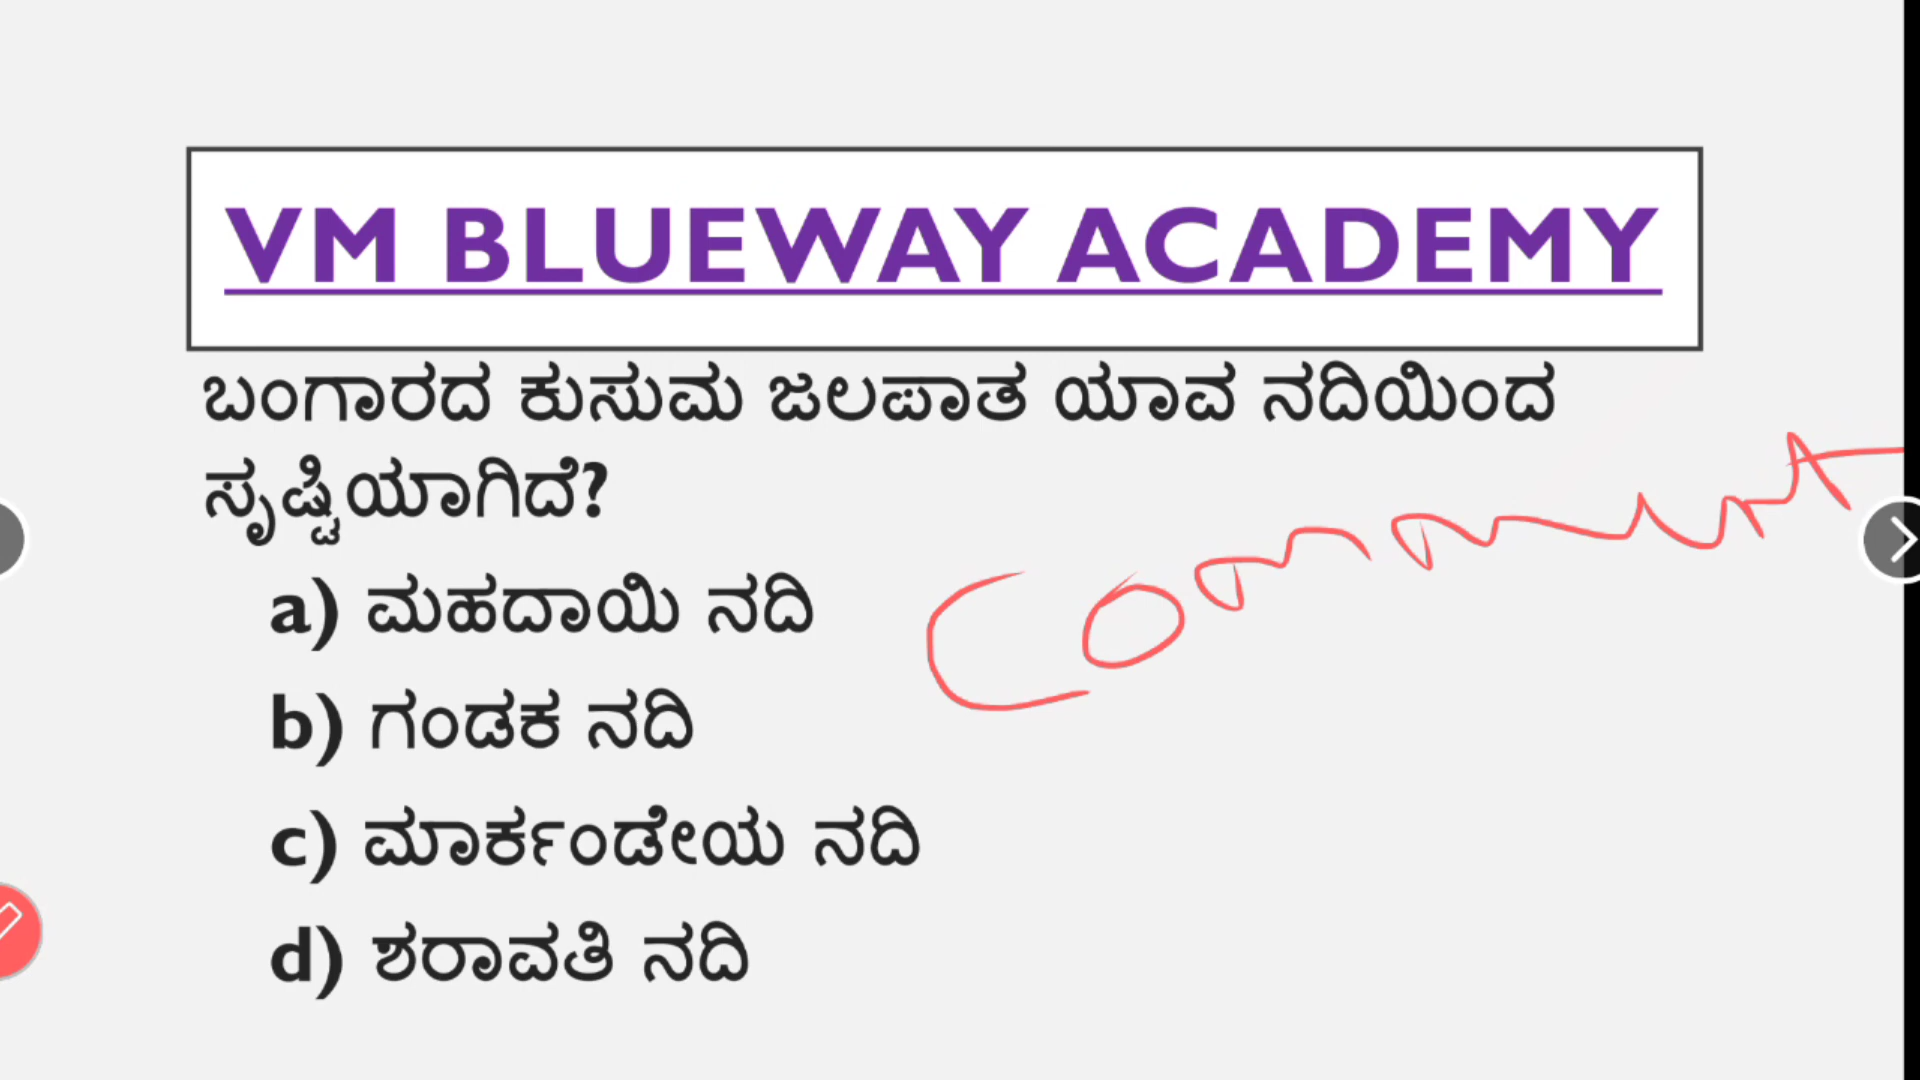 VM BLUEWAY ACADEMY
ಬಂಗಾರದ ಕುಸುಮ ಜಲಪಾತ ಯಾವ ನದಿಯಿಂದ
ಸೃಷ್ಟಿಯಾಗಿದೆ?
a) ಮಹದಾಯಿ ನದಿ
Comment
b) ಗಂಡಕ ನದಿ
c) ಮಾರ್ಕಂಡೇಯ ನದಿ
d) ಶರಾವತಿ ನದಿ